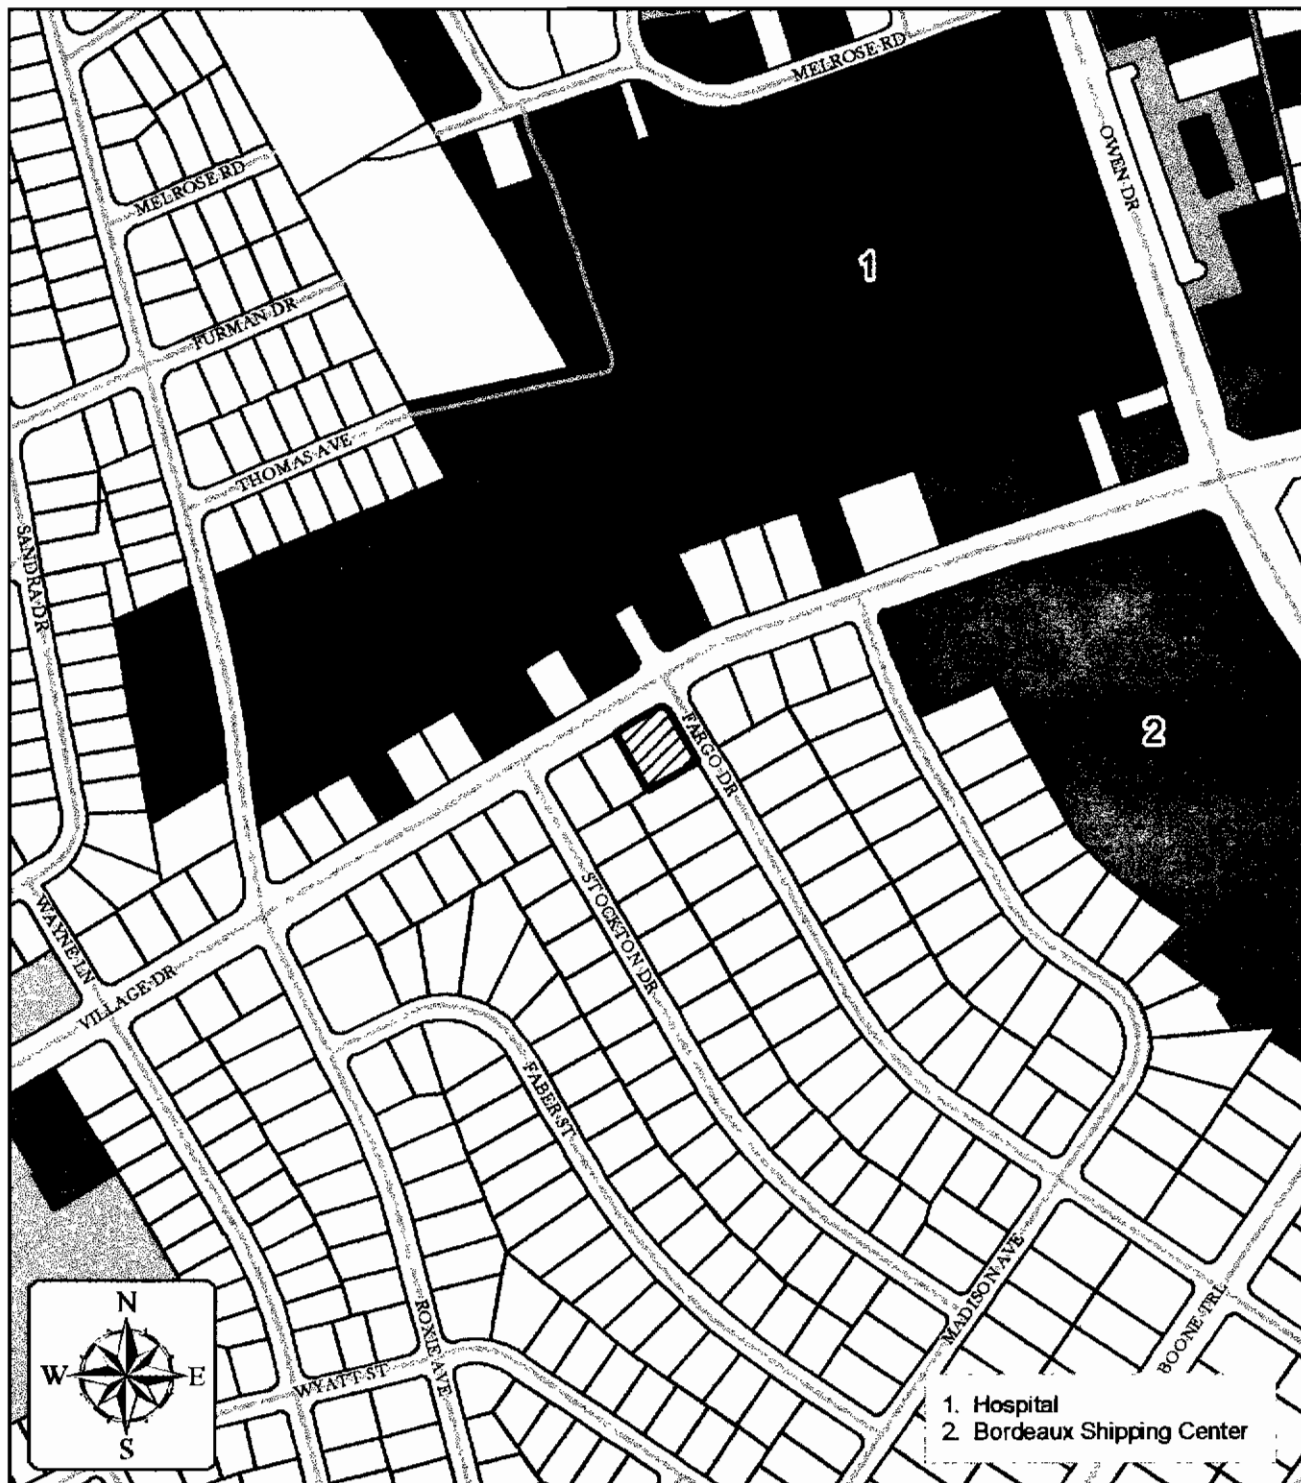 MELROSE RD
OWEN DR
MELROSE RD
1
FURMAN DR
THOMAS AVE
SANDRA DR
FARGO DR
2
STOCKTON DR
WAYNE LN
VILLAGE DR
FABER ST
MADISON AVE
BOONE TRL
ROXIE AVE
WYATT ST
N
W E
S
1. Hospital
2. Bordeaux Shipping Center